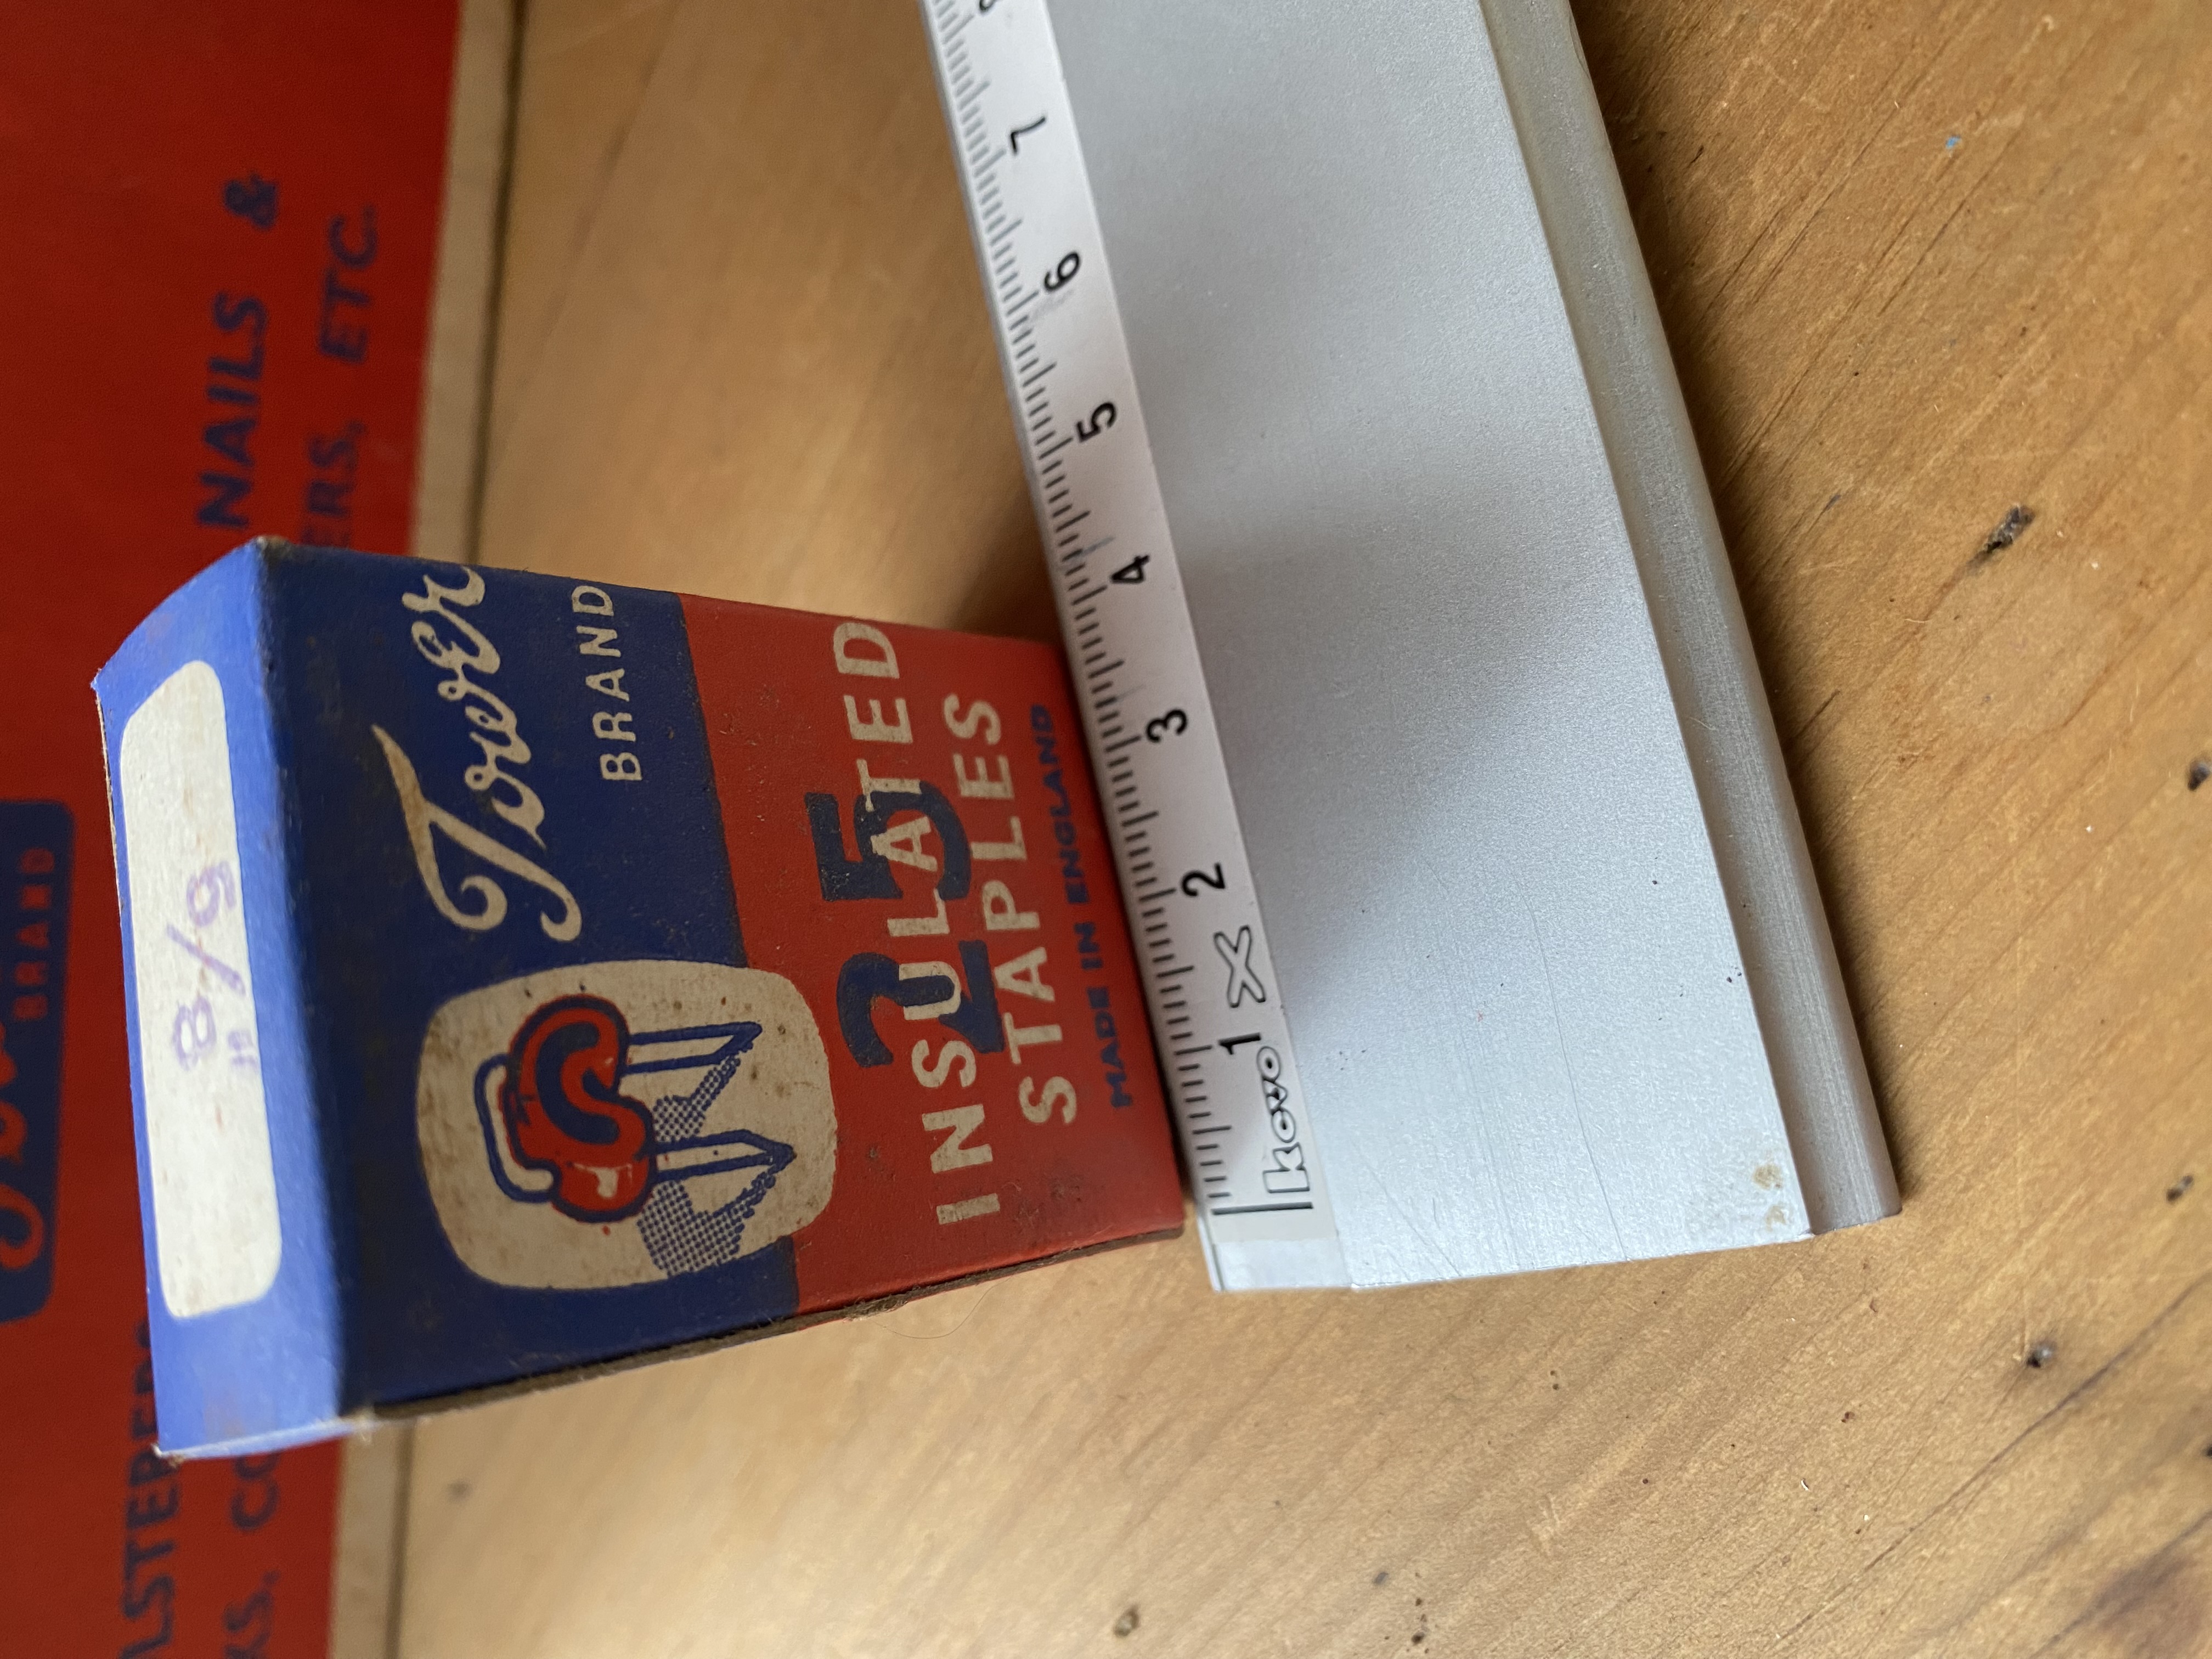 Tower
BRAND
25
INSULATED
STAPLES
MADE IN ENGLAND
8/9
NAILS &
ETC.
BRAND
1 2 3 4 5 6 7
kovo x